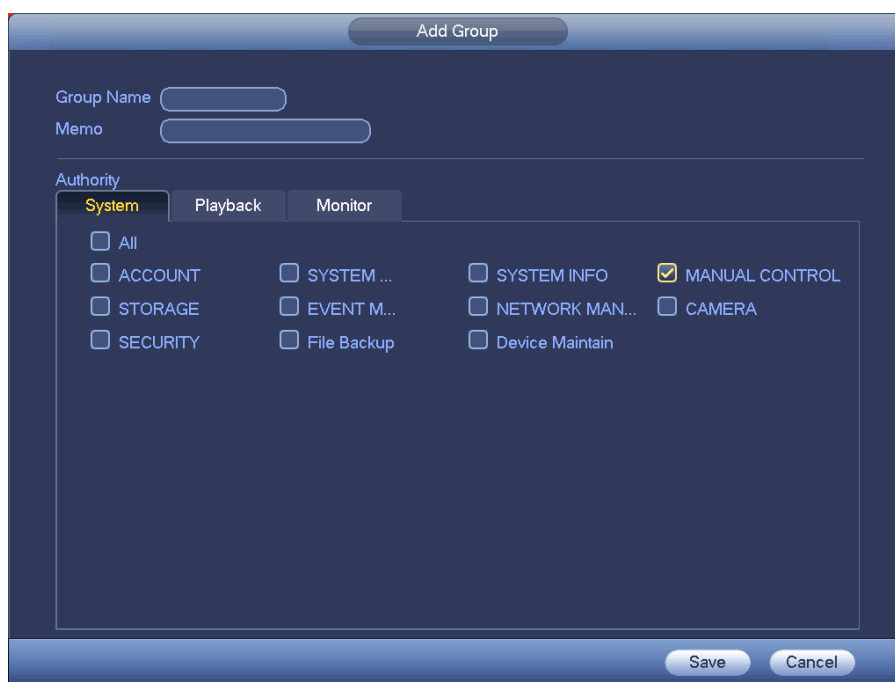 Add Group
Group Name
Memo
Authority
System Playback Monitor
All
ACCOUNT SYSTEM ... SYSTEM INFO MANUAL CONTROL
STORAGE EVENT M... NETWORK MAN... CAMERA
SECURITY File Backup Device Maintain
Save Cancel